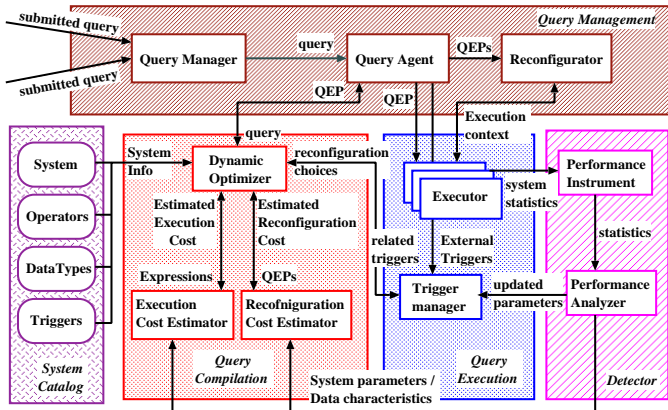 submitted query
Query Management
Query Manager
query
Query Agent
QEPs
Reconfigurator
submitted query
QEP
QEP
Execution
context
query
System
Operators
DataTypes
Triggers
System
Catalog
System
Info
Dynamic
Optimizer
reconfiguration
choices
Estimated
Execution
Cost
Estimated
Reconfiguration
Cost
Expressions
QEPs
Execution
Cost Estimator
Recofniguration
Cost Estimator
Query
Compilation
System parameters /
Data characteristics
Executor
system
statistics
related
triggers
External
Triggers
Trigger
manager
updated
parameters
Query
Execution
Performance
Instrument
statistics
Performance
Analyzer
Detector